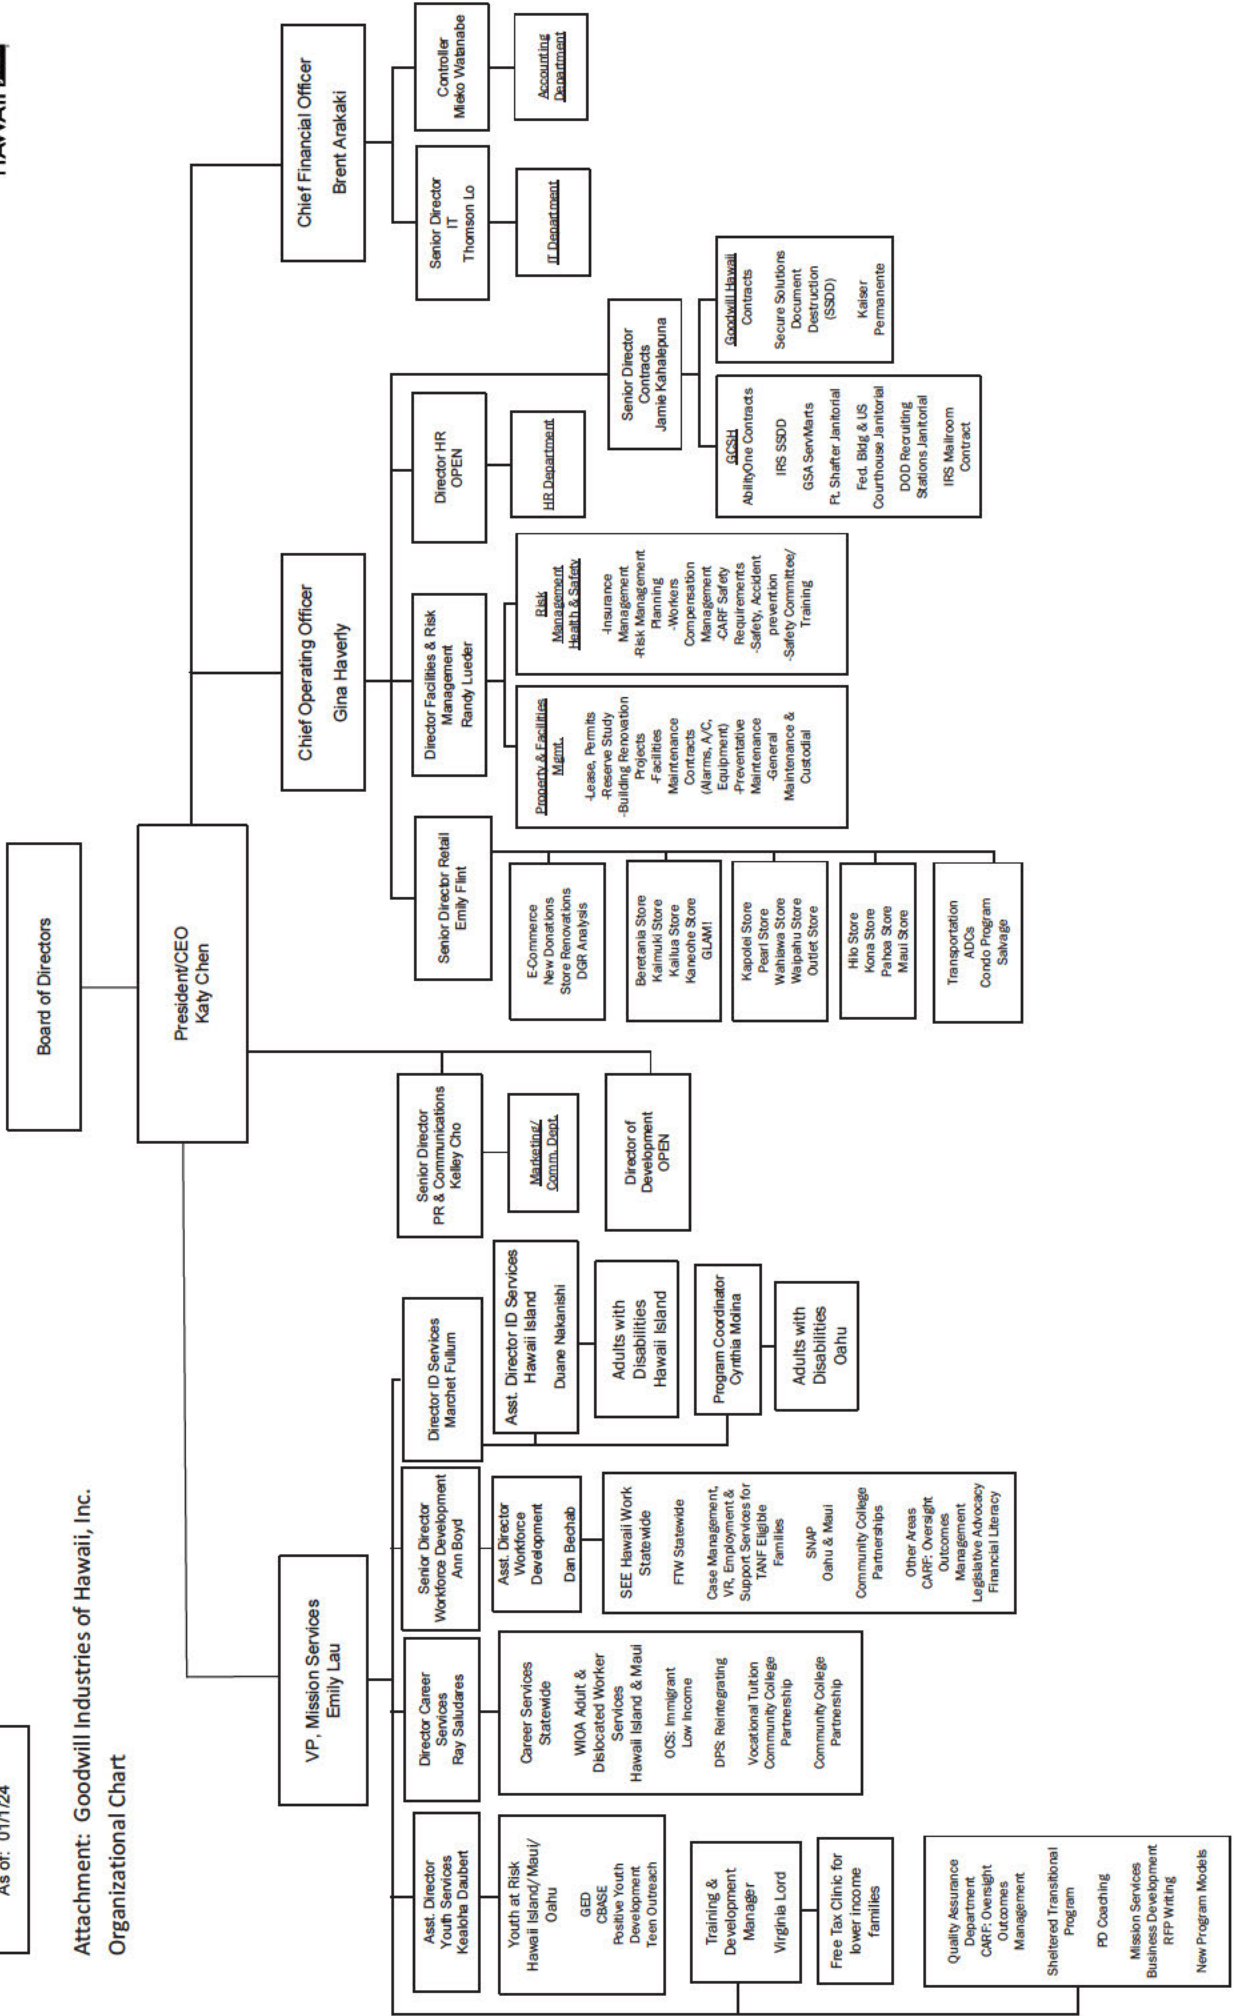 As of: 01/1/24
Attachment: Goodwill Industries of Hawaii, Inc.
Organizational Chart
Board of Directors
President/CEO
Katy Chen
VP, Mission Services
Emily Lau
Asst. Director
Youth Services
Kealoha Daubert
Youth at Risk
Hawaii Island/Maui/
Oahu
GED
CBASE
Positive Youth
Development
Teen Outreach
Training &
Development
Manager
Virginia Lord
Free Tax Clinic for
lower income
families
Quality Assurance
Department
CARF: Oversight
Outcomes
Management
Sheltered Transitional
Program
PD Coaching
Mission Services
Business Development
RFP Writing
New Program Models
Director Career
Services
Ray Saludares
Career Services
Statewide
WIOA Adult &
Dislocated Worker
Services
Hawaii Island & Maui
OCS: Immigrant
Low Income
DPS: Reintegrating
Vocational Tuition
Community College
Partnership
Community College
Partnership
Senior Director
Workforce Development
Ann Boyd
Asst. Director
Workforce
Development
Dan Bechab
SEE Hawaii Work
Statewide
FTW Statewide
Case Management,
VR, Employment &
Support Services for
TANF Eligible
Families
SNAP
Oahu & Maui
Community College
Partnerships
Other Areas
CARF: Oversight
Outcomes
Management
Legislative Advocacy
Financial Literacy
Director ID Services
Marchet Fullum
Asst. Director ID Services
Hawaii Island
Duane Nakanishi
Adults with
Disabilities
Hawaii Island
Program Coordinator
Cynthia Molina
Adults with
Disabilities
Oahu
Senior Director
PR & Communications
Kelley Cho
Marketing/
Comm. Dept.
Director of
Development
OPEN
Chief Operating Officer
Gina Haverly
Senior Director Retail
Emily Flint
E-Commerce
New Donations
Store Renovations
DGR Analysis
Beretania Store
Kaimuki Store
Kailua Store
Kaneohe Store
GLAM!
Kapolei Store
Pearl Store
Wahiawa Store
Waipahu Store
Outlet Store
Hilo Store
Kona Store
Pahoa Store
Maui Store
Transportation
ADCs
Condo Program
Salvage
Director Facilities & Risk
Management
Randy Lueder
Property & Facilities
Mgmt.
-Lease, Permits
-Reserve Study
-Building Renovation
Projects
-Facilities
Maintenance
Contracts
(Alarms, A/C,
Equipment)
-Preventative
Maintenance
-General
Maintenance &
Custodial
Risk
Management
Health & Safety
-Insurance
Management
-Risk Management
Planning
-Workers
Compensation
Management
-CARF Safety
Requirements
-Safety, Accident
prevention
-Safety Committee/
Training
Director HR
OPEN
HR Department
Senior Director
Contracts
Jamie Kahalepuna
GCSH
AbilityOne Contracts
IRS SSDD
GSA ServMarts
Ft. Shafter Janitorial
Fed. Bldg & US
Courthouse Janitorial
DOD Recruiting
Stations Janitorial
IRS Mailroom
Contract
Goodwill Hawaii
Contracts
Secure Solutions
Document
Destruction
(SSDD)
Kaiser
Permanente
Chief Financial Officer
Brent Arakaki
Senior Director
IT
Thomson Lo
IT Department
Controller
Mieko Watanabe
Accounting
Department